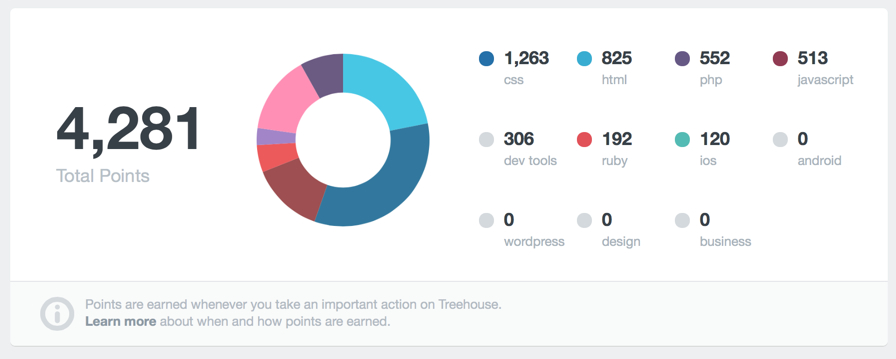 4,281
Total Points
1,263
css
825
html
552
php
513
javascript
306
dev tools
192
ruby
120
ios
0
android
0
wordpress
0
design
0
business
Points are earned whenever you take an important action on Treehouse.
Learn more about when and how points are earned.